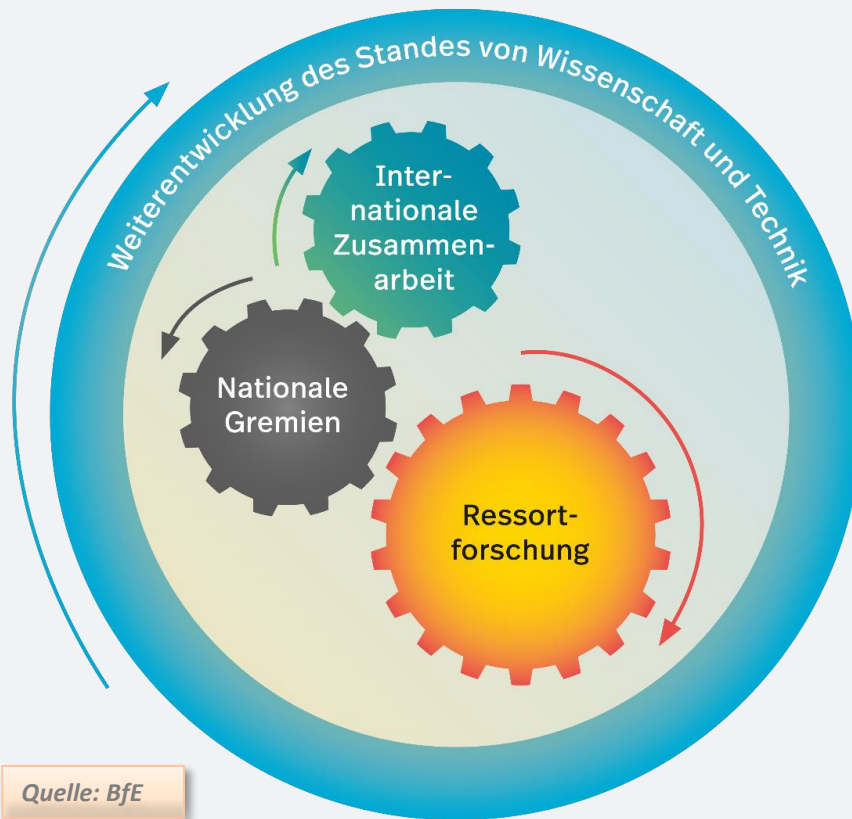 Weiterentwicklung des Standes von Wissenschaft und Technik
Inter-
nationale
Zusammen-
arbeit
Nationale
Gremien
Ressort-
forschung
Quelle: BfE